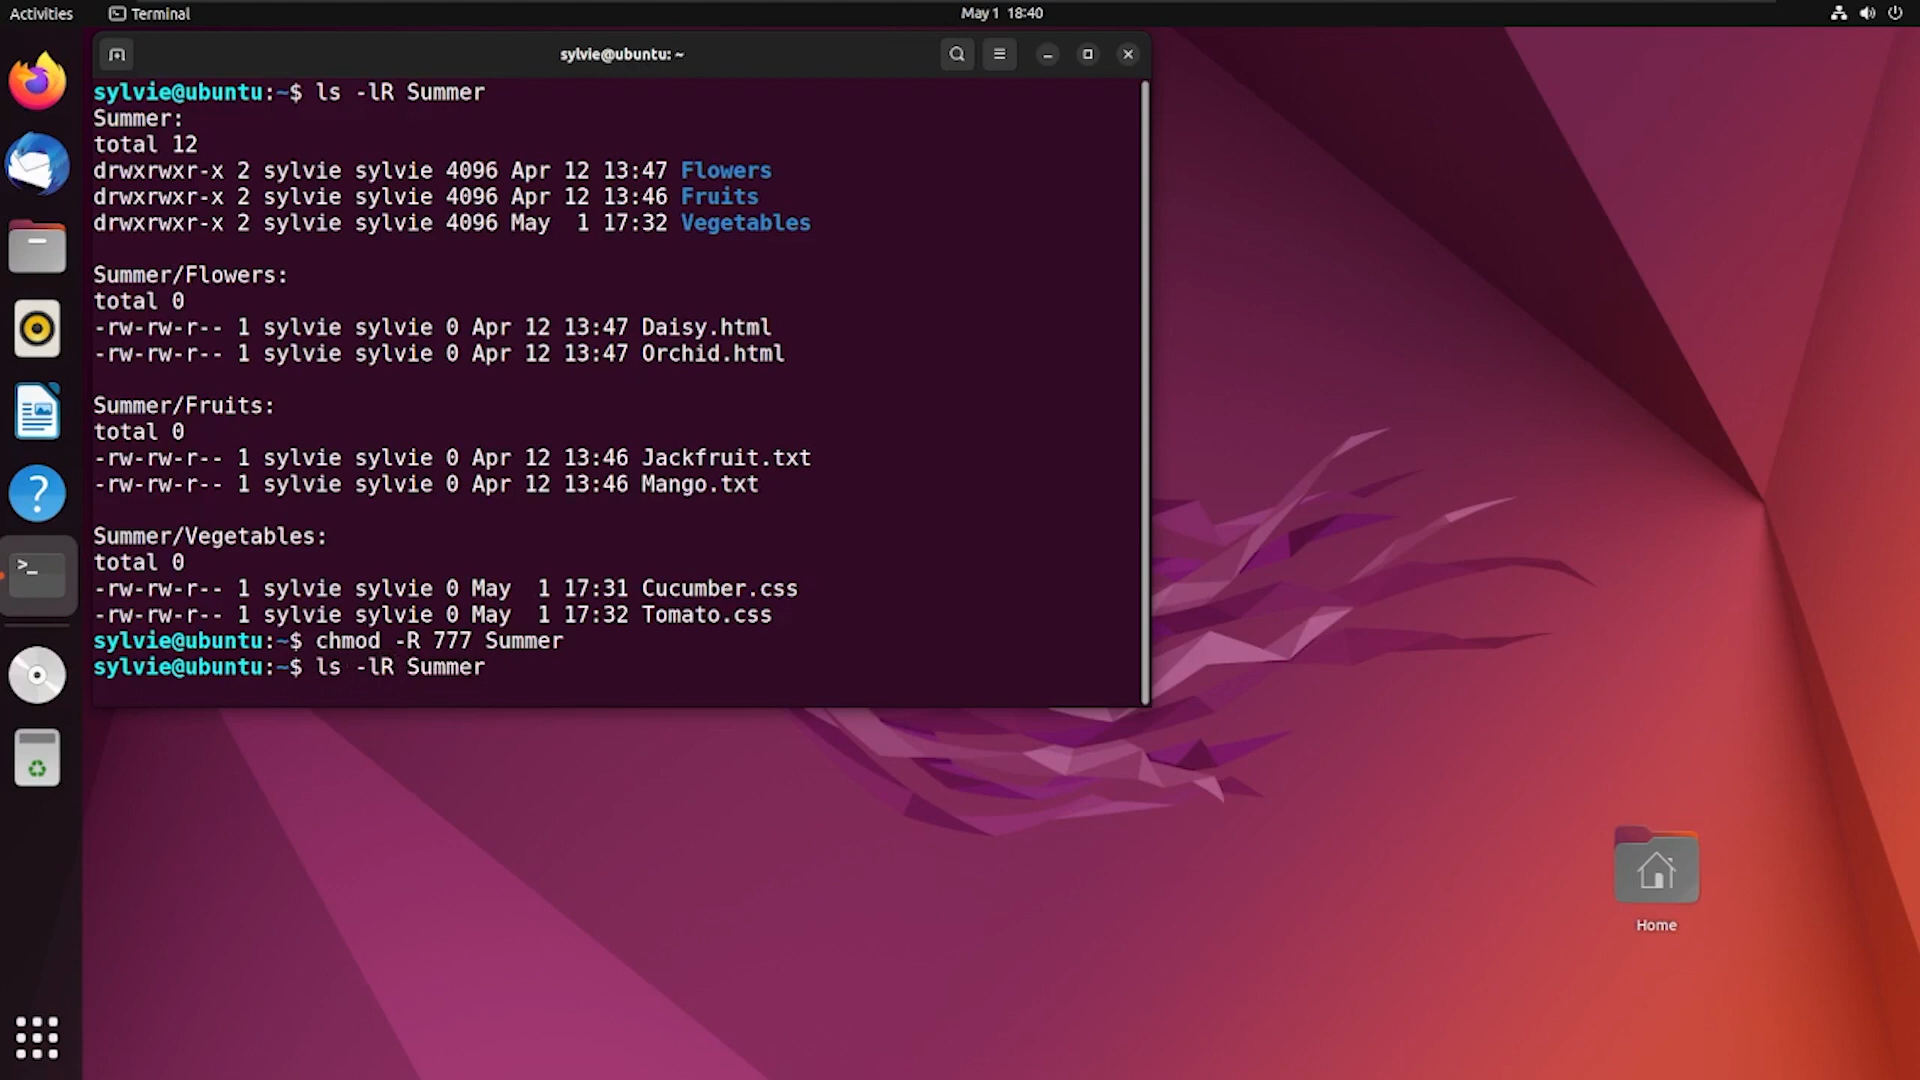 Activities
Terminal
May 1 18:40
sylvie@ubuntu: ~
sylvie@ubuntu:~$ ls -lR Summer
Summer:
total 12
drwxrwxr-x 2 sylvie sylvie 4096 Apr 12 13:47 Flowers
drwxrwxr-x 2 sylvie sylvie 4096 Apr 12 13:46 Fruits
drwxrwxr-x 2 sylvie sylvie 4096 May  1 17:32 Vegetables
Summer/Flowers:
total 0
-rw-rw-r-- 1 sylvie sylvie 0 Apr 12 13:47 Daisy.html
-rw-rw-r-- 1 sylvie sylvie 0 Apr 12 13:47 Orchid.html
Summer/Fruits:
total 0
-rw-rw-r-- 1 sylvie sylvie 0 Apr 12 13:46 Jackfruit.txt
-rw-rw-r-- 1 sylvie sylvie 0 Apr 12 13:46 Mango.txt
Summer/Vegetables:
total 0
-rw-rw-r-- 1 sylvie sylvie 0 May  1 17:31 Cucumber.css
-rw-rw-r-- 1 sylvie sylvie 0 May  1 17:32 Tomato.css
sylvie@ubuntu:~$ chmod -R 777 Summer
sylvie@ubuntu:~$ ls -lR Summer
Home